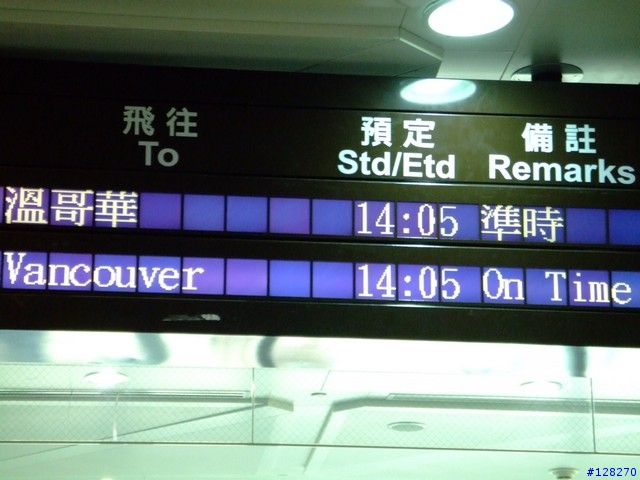 飛往 預定 備註
To Std/Etd Remarks
溫哥華 14:05 準時
Vancouver 14:05 On Time
#128270